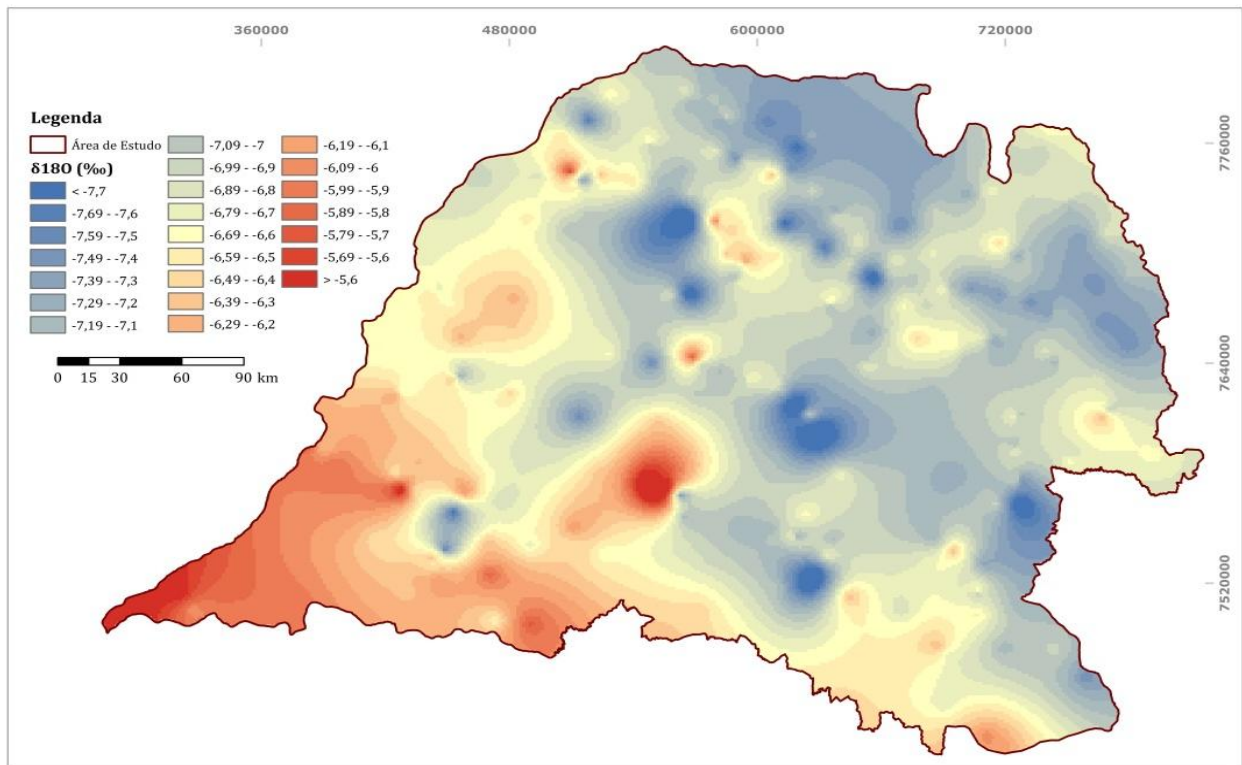 360000 480000 600000 720000
Legenda
Área de Estudo
δ18O (‰)
< -7,7
-7,69 - -7,6
-7,59 - -7,5
-7,49 - -7,4
-7,39 - -7,3
-7,29 - -7,2
-7,19 - -7,1
-7,09 - -7
-6,99 - -6,9
-6,89 - -6,8
-6,79 - -6,7
-6,69 - -6,6
-6,59 - -6,5
-6,49 - -6,4
-6,39 - -6,3
-6,29 - -6,2
-6,19 - -6,1
-6,09 - -6
-5,99 - -5,9
-5,89 - -5,8
-5,79 - -5,7
-5,69 - -5,6
> -5,6
0 15 30 60 90 km
7760000
7640000
7520000